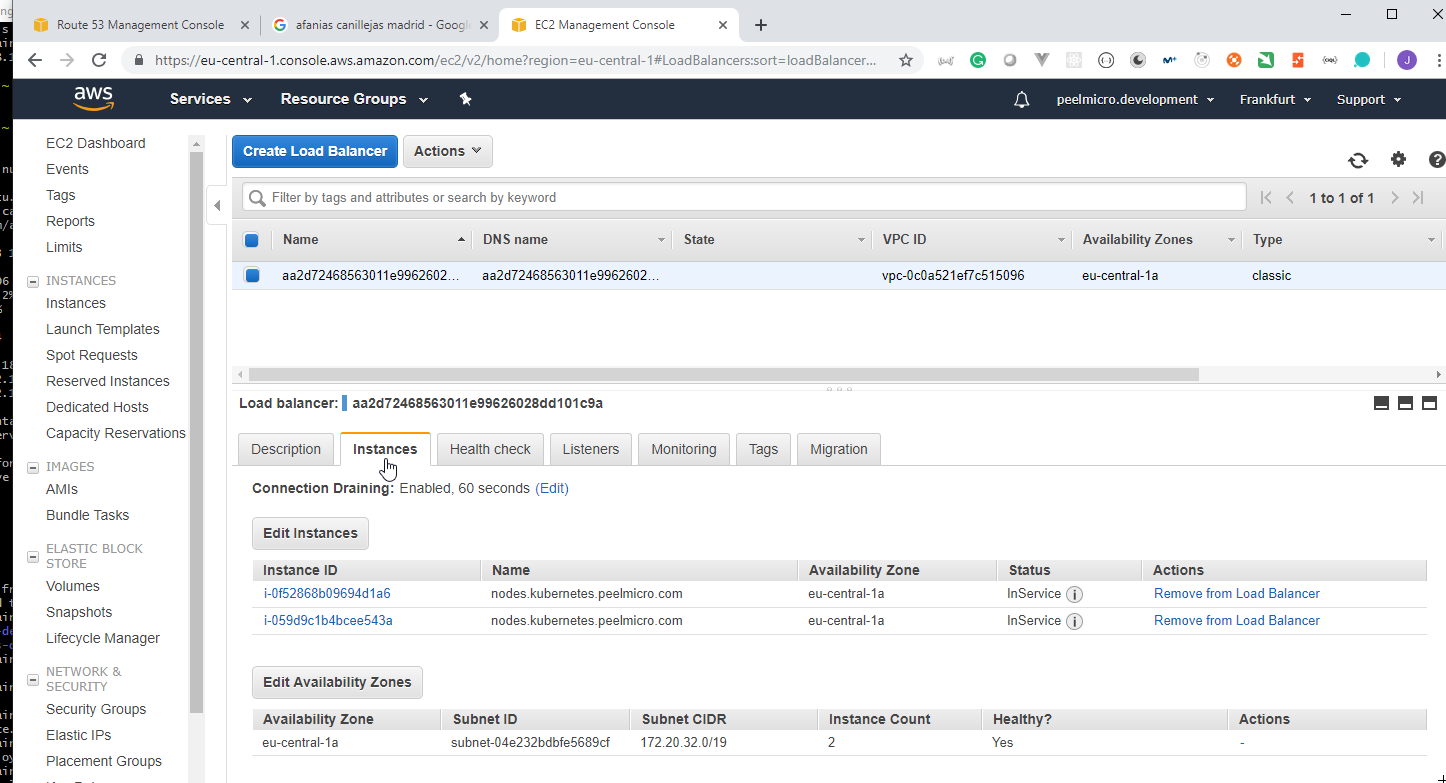 Route 53 Management Console
afanias canillejas madrid - Googl
EC2 Management Console
https://eu-central-1.console.aws.amazon.com/ec2/v2/home?region=eu-central-1#LoadBalancers:sort=loadBalancer...
aws Services Resource Groups peelmicro.development Frankfurt Support
EC2 Dashboard
Events
Tags
Reports
Limits
INSTANCES
Instances
Launch Templates
Spot Requests
Reserved Instances
Dedicated Hosts
Capacity Reservations
IMAGES
AMIs
Bundle Tasks
ELASTIC BLOCK
STORE
Volumes
Snapshots
Lifecycle Manager
NETWORK &
SECURITY
Security Groups
Elastic IPs
Placement Groups
Create Load Balancer Actions
Filter by tags and attributes or search by keyword
1 to 1 of 1
Name DNS name State VPC ID Availability Zones Type
aa2d72468563011e9962602... aa2d72468563011e9962602... vpc-0c0a521ef7c515096 eu-central-1a classic
Load balancer: aa2d72468563011e99626028dd101c9a
Description Instances Health check Listeners Monitoring Tags Migration
Connection Draining: Enabled, 60 seconds (Edit)
Edit Instances
Instance ID Name Availability Zone Status Actions
i-0f52868b09694d1a6 nodes.kubernetes.peelmicro.com eu-central-1a InService Remove from Load Balancer
i-059d9c1b4bcee543a nodes.kubernetes.peelmicro.com eu-central-1a InService Remove from Load Balancer
Edit Availability Zones
Availability Zone Subnet ID Subnet CIDR Instance Count Healthy? Actions
eu-central-1a subnet-04e232bdbfe5689cf 172.20.32.0/19 2 Yes -